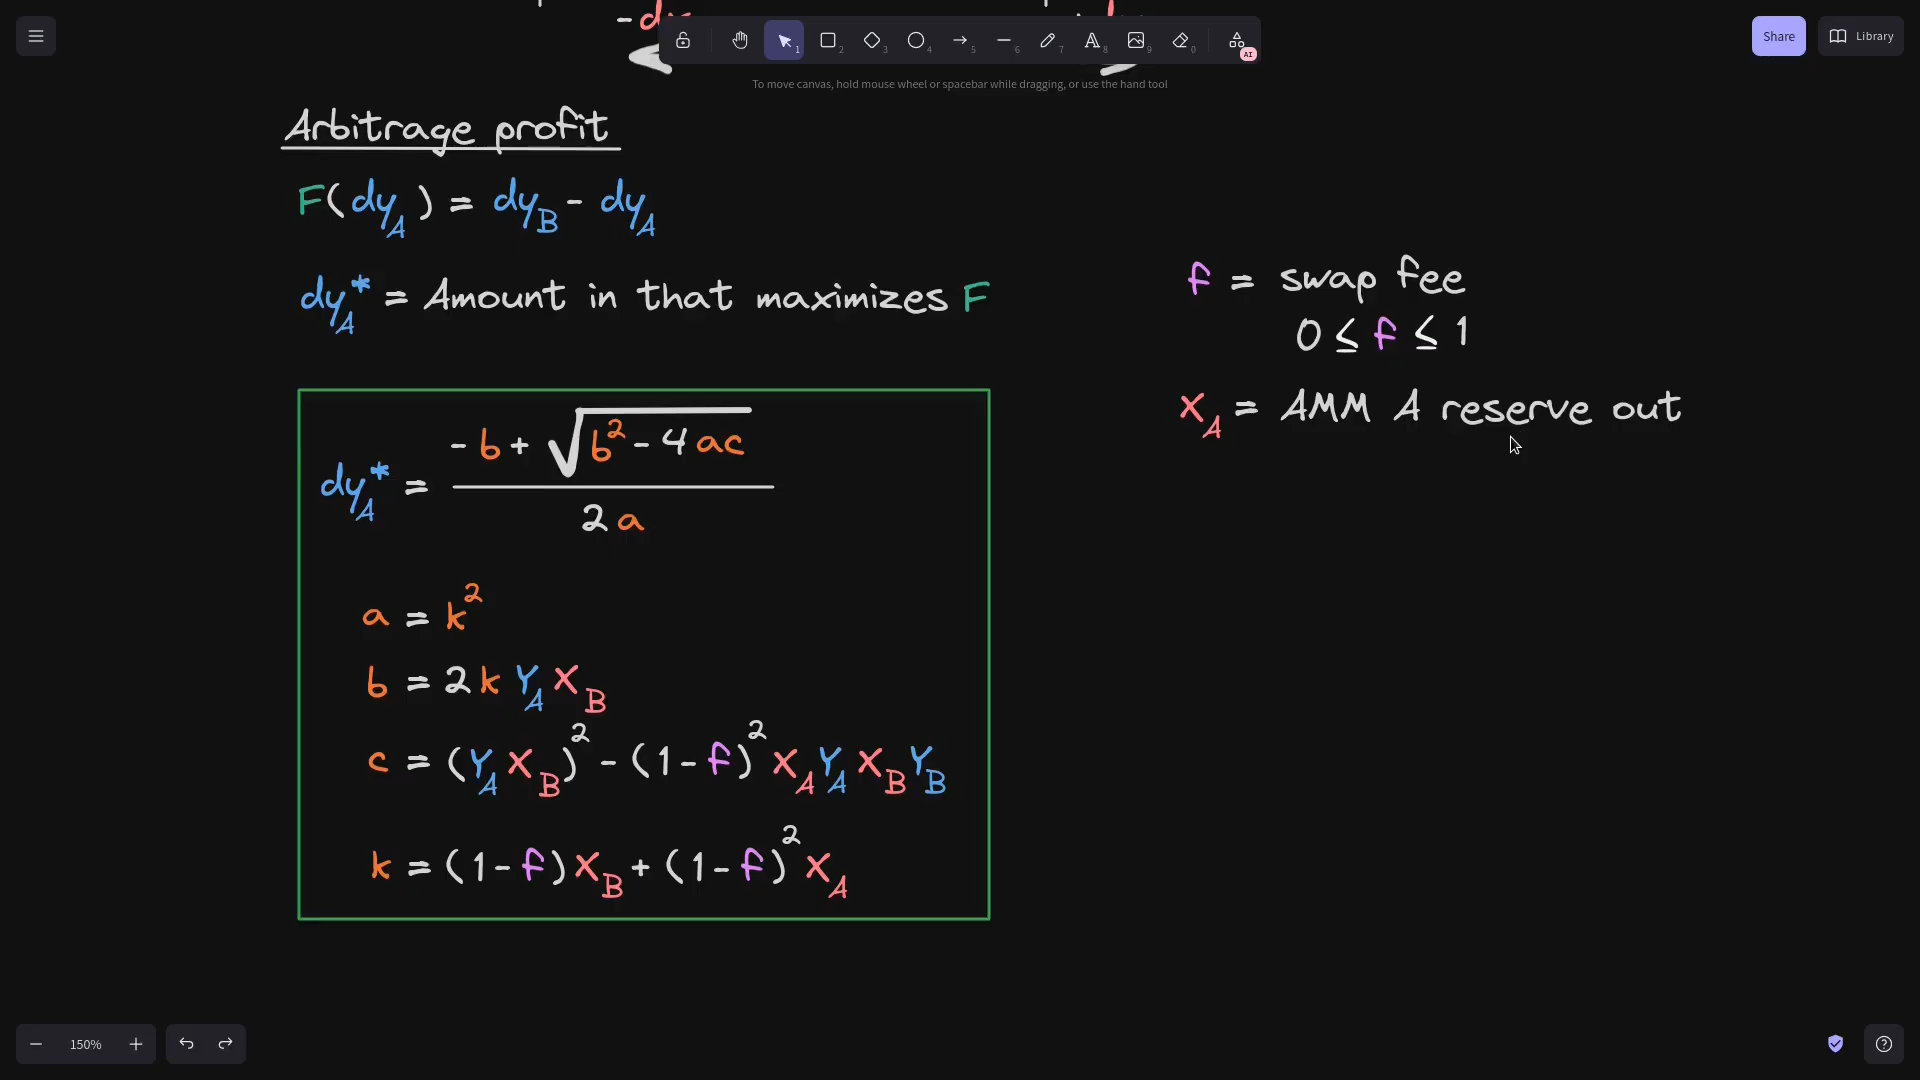 Share
Library
To move canvas, hold mouse wheel or spacebar while dragging, or use the hand tool
Arbitrage profit
F(dy_A) = dy_B - dy_A
dy_A* = Amount in that maximizes F
f = swap fee
0 ≤ f ≤ 1
x_A = AMM A reserve out
dy_A* = (-b + √(b² - 4ac)) / 2a
a = k²
b = 2k Y_A X_B
c = (Y_A X_B)² - (1-f)² X_A Y_A X_B Y_B
k = (1-f) X_B + (1-f)² X_A
150%